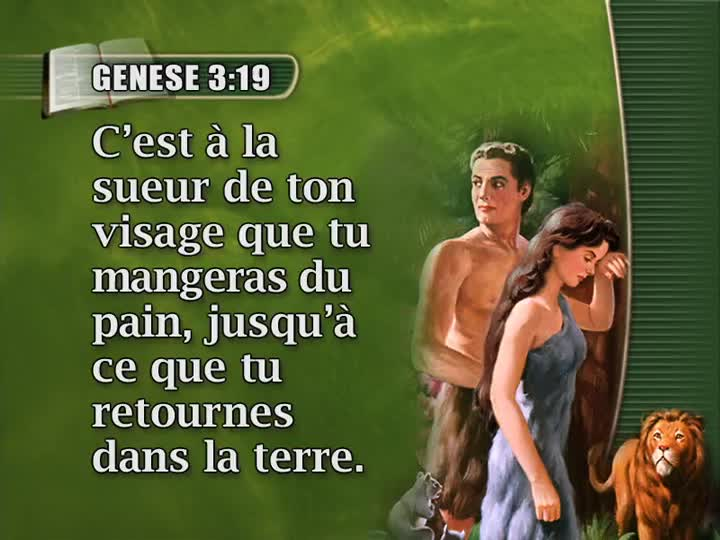 GENESE 3:19
C’est à la
sueur de ton
visage que tu
mangeras du
pain, jusqu’à
ce que tu
retournes
dans la terre.